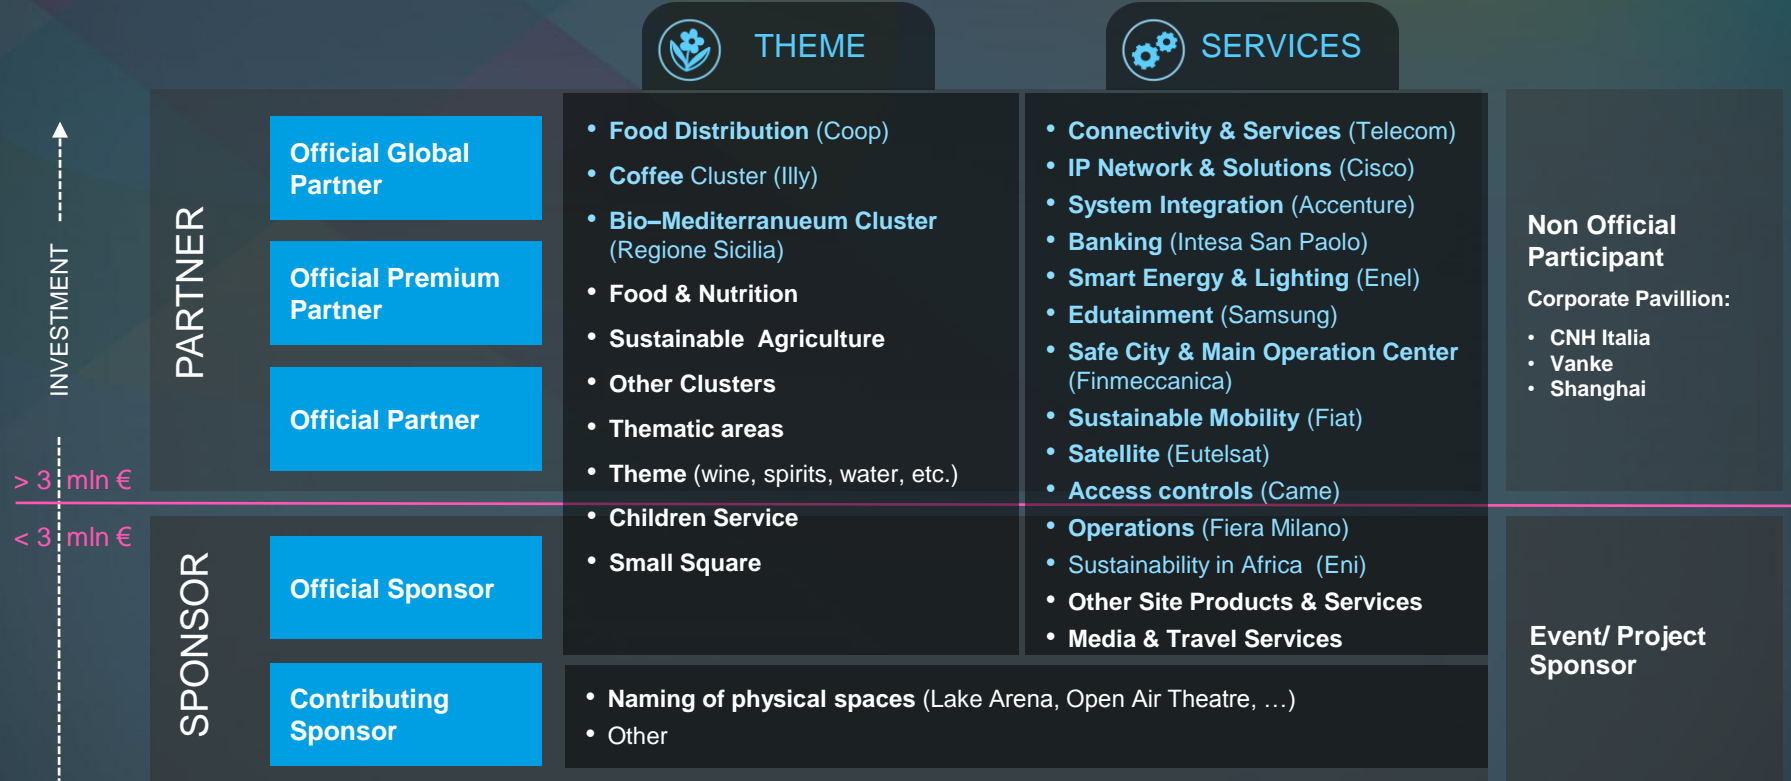 THEME
SERVICES
INVESTMENT
> 3 mln €
< 3 mln €
PARTNER
Official Global
Partner
Official Premium
Partner
Official Partner
• Food Distribution (Coop)
• Coffee Cluster (Illy)
• Bio–Mediterranueum Cluster
(Regione Sicilia)
• Food & Nutrition
• Sustainable Agriculture
• Other Clusters
• Thematic areas
• Theme (wine, spirits, water, etc.)
• Children Service
• Small Square
• Connectivity & Services (Telecom)
• IP Network & Solutions (Cisco)
• System Integration (Accenture)
• Banking (Intesa San Paolo)
• Smart Energy & Lighting (Enel)
• Edutainment (Samsung)
• Safe City & Main Operation Center
(Finmeccanica)
• Sustainable Mobility (Fiat)
• Satellite (Eutelsat)
• Access controls (Came)
• Operations (Fiera Milano)
• Sustainability in Africa (Eni)
• Other Site Products & Services
• Media & Travel Services
Non Official
Participant
Corporate Pavillion:
• CNH Italia
• Vanke
• Shanghai
SPONSOR
Official Sponsor
Contributing
Sponsor
• Naming of physical spaces (Lake Arena, Open Air Theatre, …)
• Other
Event/ Project
Sponsor